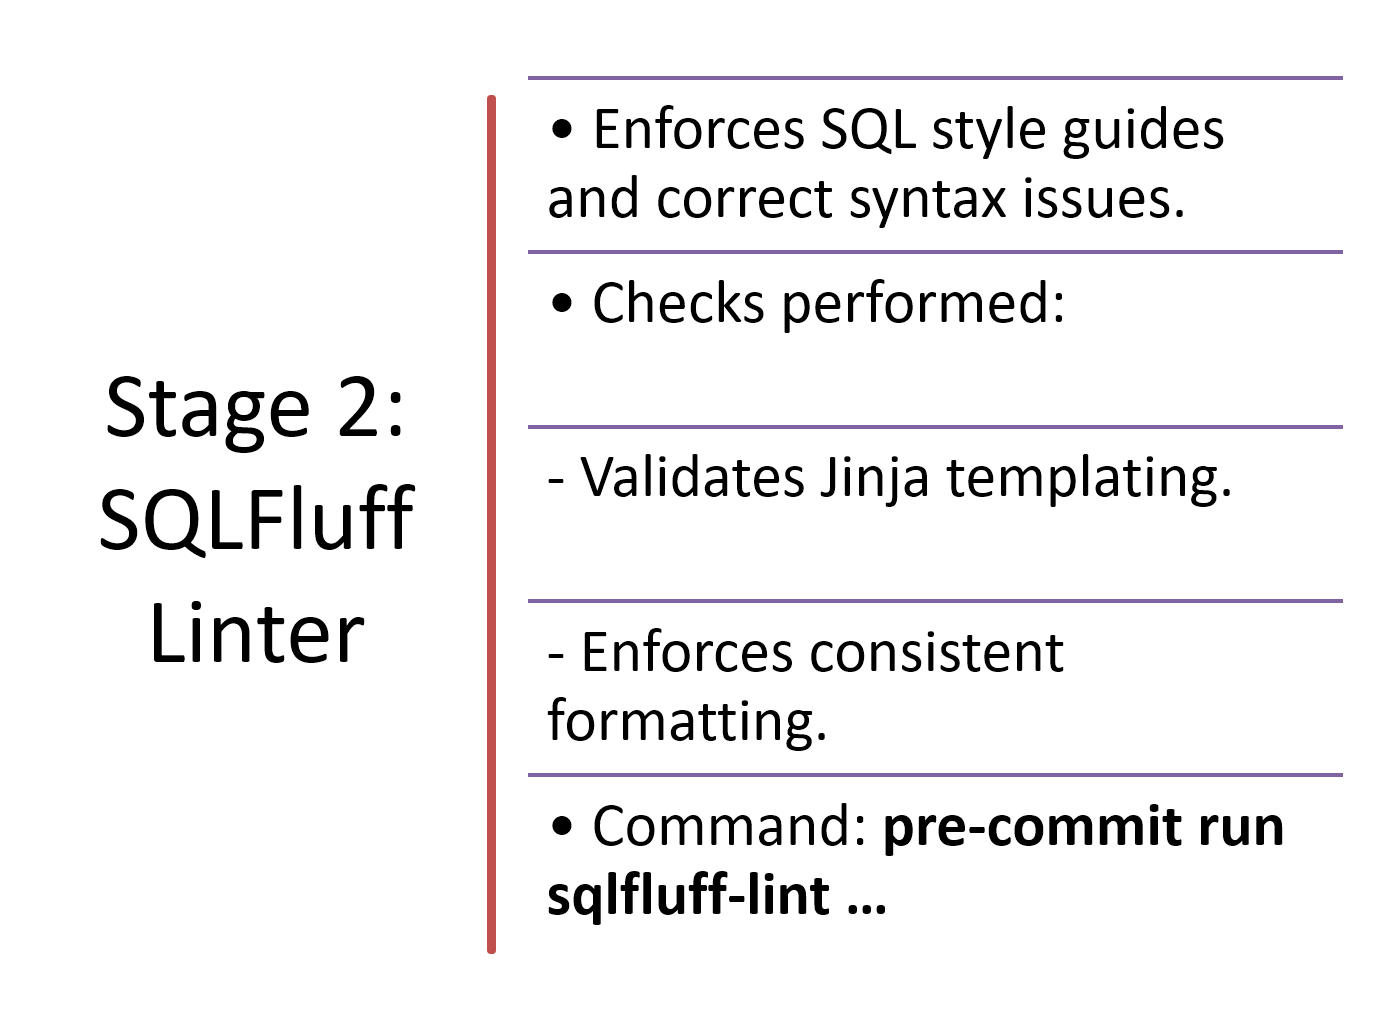 Stage 2:
SQLFluff
Linter
• Enforces SQL style guides
and correct syntax issues.
• Checks performed:
- Validates Jinja templating.
- Enforces consistent
formatting.
• Command: pre-commit run
sqlfluff-lint ...